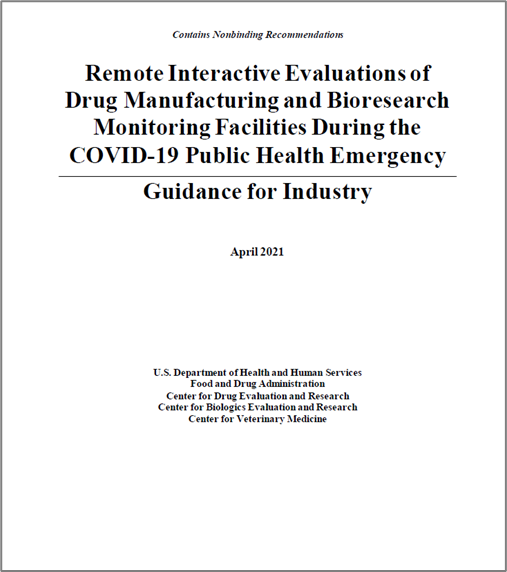 Contains Nonbinding Recommendations
Remote Interactive Evaluations of
Drug Manufacturing and Bioresearch
Monitoring Facilities During the
COVID-19 Public Health Emergency
Guidance for Industry
April 2021
U.S. Department of Health and Human Services
Food and Drug Administration
Center for Drug Evaluation and Research
Center for Biologics Evaluation and Research
Center for Veterinary Medicine